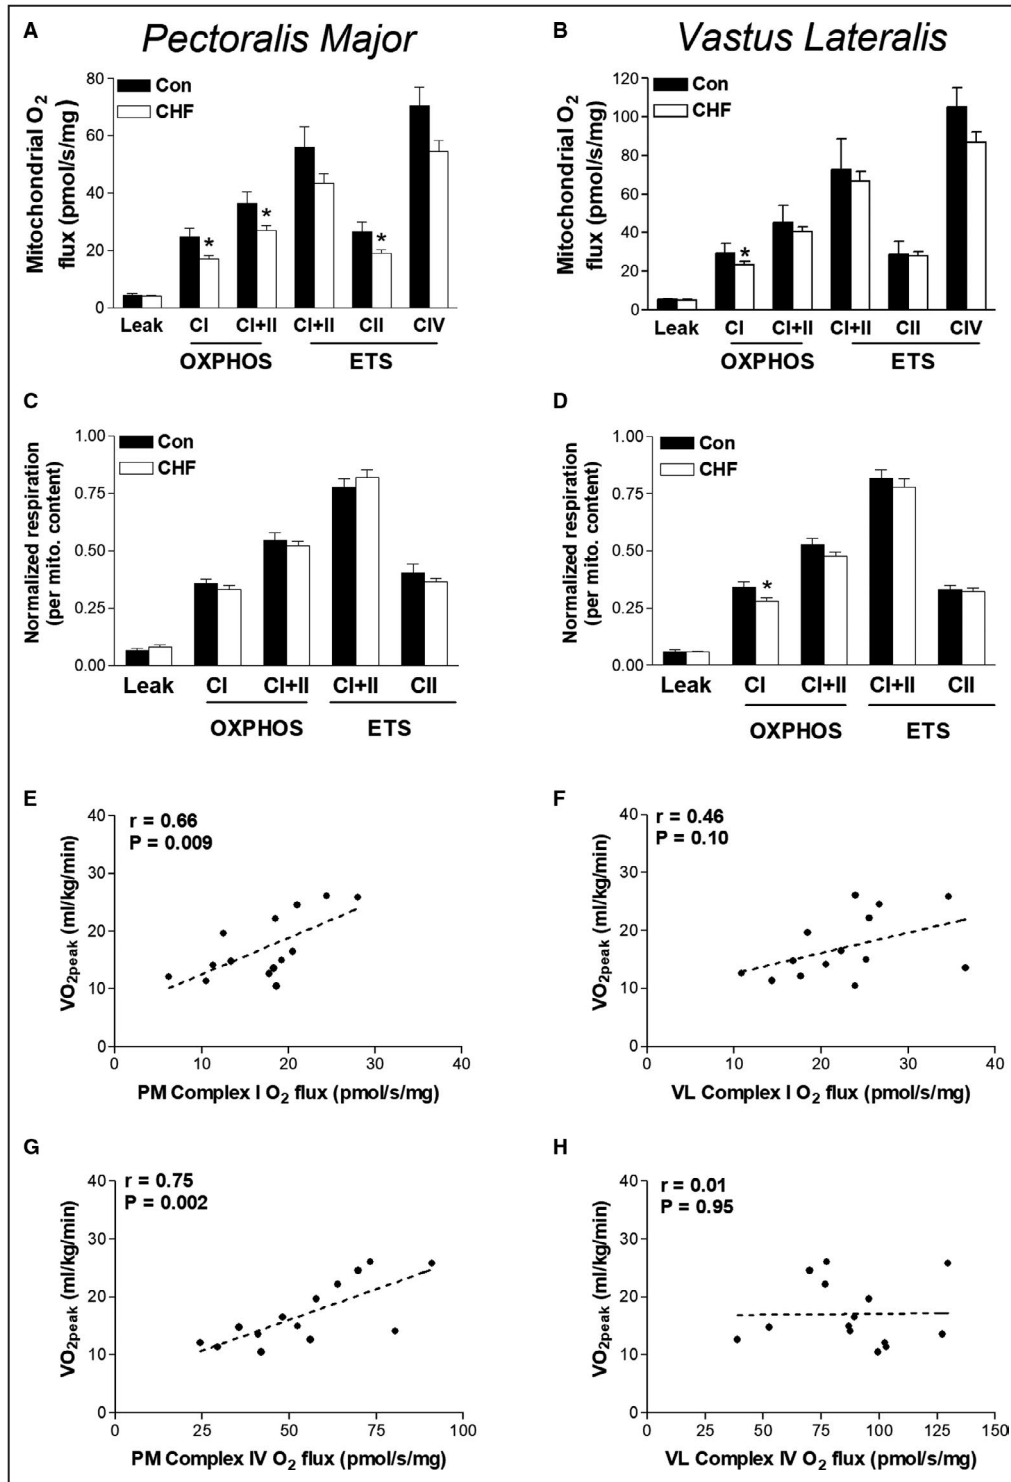 A
Pectoralis Major
Mitochondrial O₂
flux (pmol/s/mg)
Con
CHF
80
60
40
20
0
*
*
*
Leak CI CI+II CI+II CII CIV
OXPHOS ETS
B
Vastus Lateralis
Mitochondrial O₂
flux (pmol/s/mg)
Con
CHF
120
100
80
60
40
20
0
*
Leak CI CI+II CI+II CII CIV
OXPHOS ETS
C
Normalized respiration
(per mito. content)
Con
CHF
1.00
0.75
0.50
0.25
0.00
Leak CI CI+II CI+II CII
OXPHOS ETS
D
Normalized respiration
(per mito. content)
Con
CHF
1.00
0.75
0.50
0.25
0.00
*
Leak CI CI+II CI+II CII
OXPHOS ETS
E
r = 0.66
P = 0.009
VO₂peak (ml/kg/min)
40
30
20
10
0
0 10 20 30 40
PM Complex I O₂ flux (pmol/s/mg)
F
r = 0.46
P = 0.10
VO₂peak (ml/kg/min)
40
30
20
10
0
0 10 20 30 40
VL Complex I O₂ flux (pmol/s/mg)
G
r = 0.75
P = 0.002
VO₂peak (ml/kg/min)
40
30
20
10
0
0 25 50 75 100
PM Complex IV O₂ flux (pmol/s/mg)
H
r = 0.01
P = 0.95
VO₂peak (ml/kg/min)
40
30
20
10
0
0 25 50 75 100 125 150
VL Complex IV O₂ flux (pmol/s/mg)